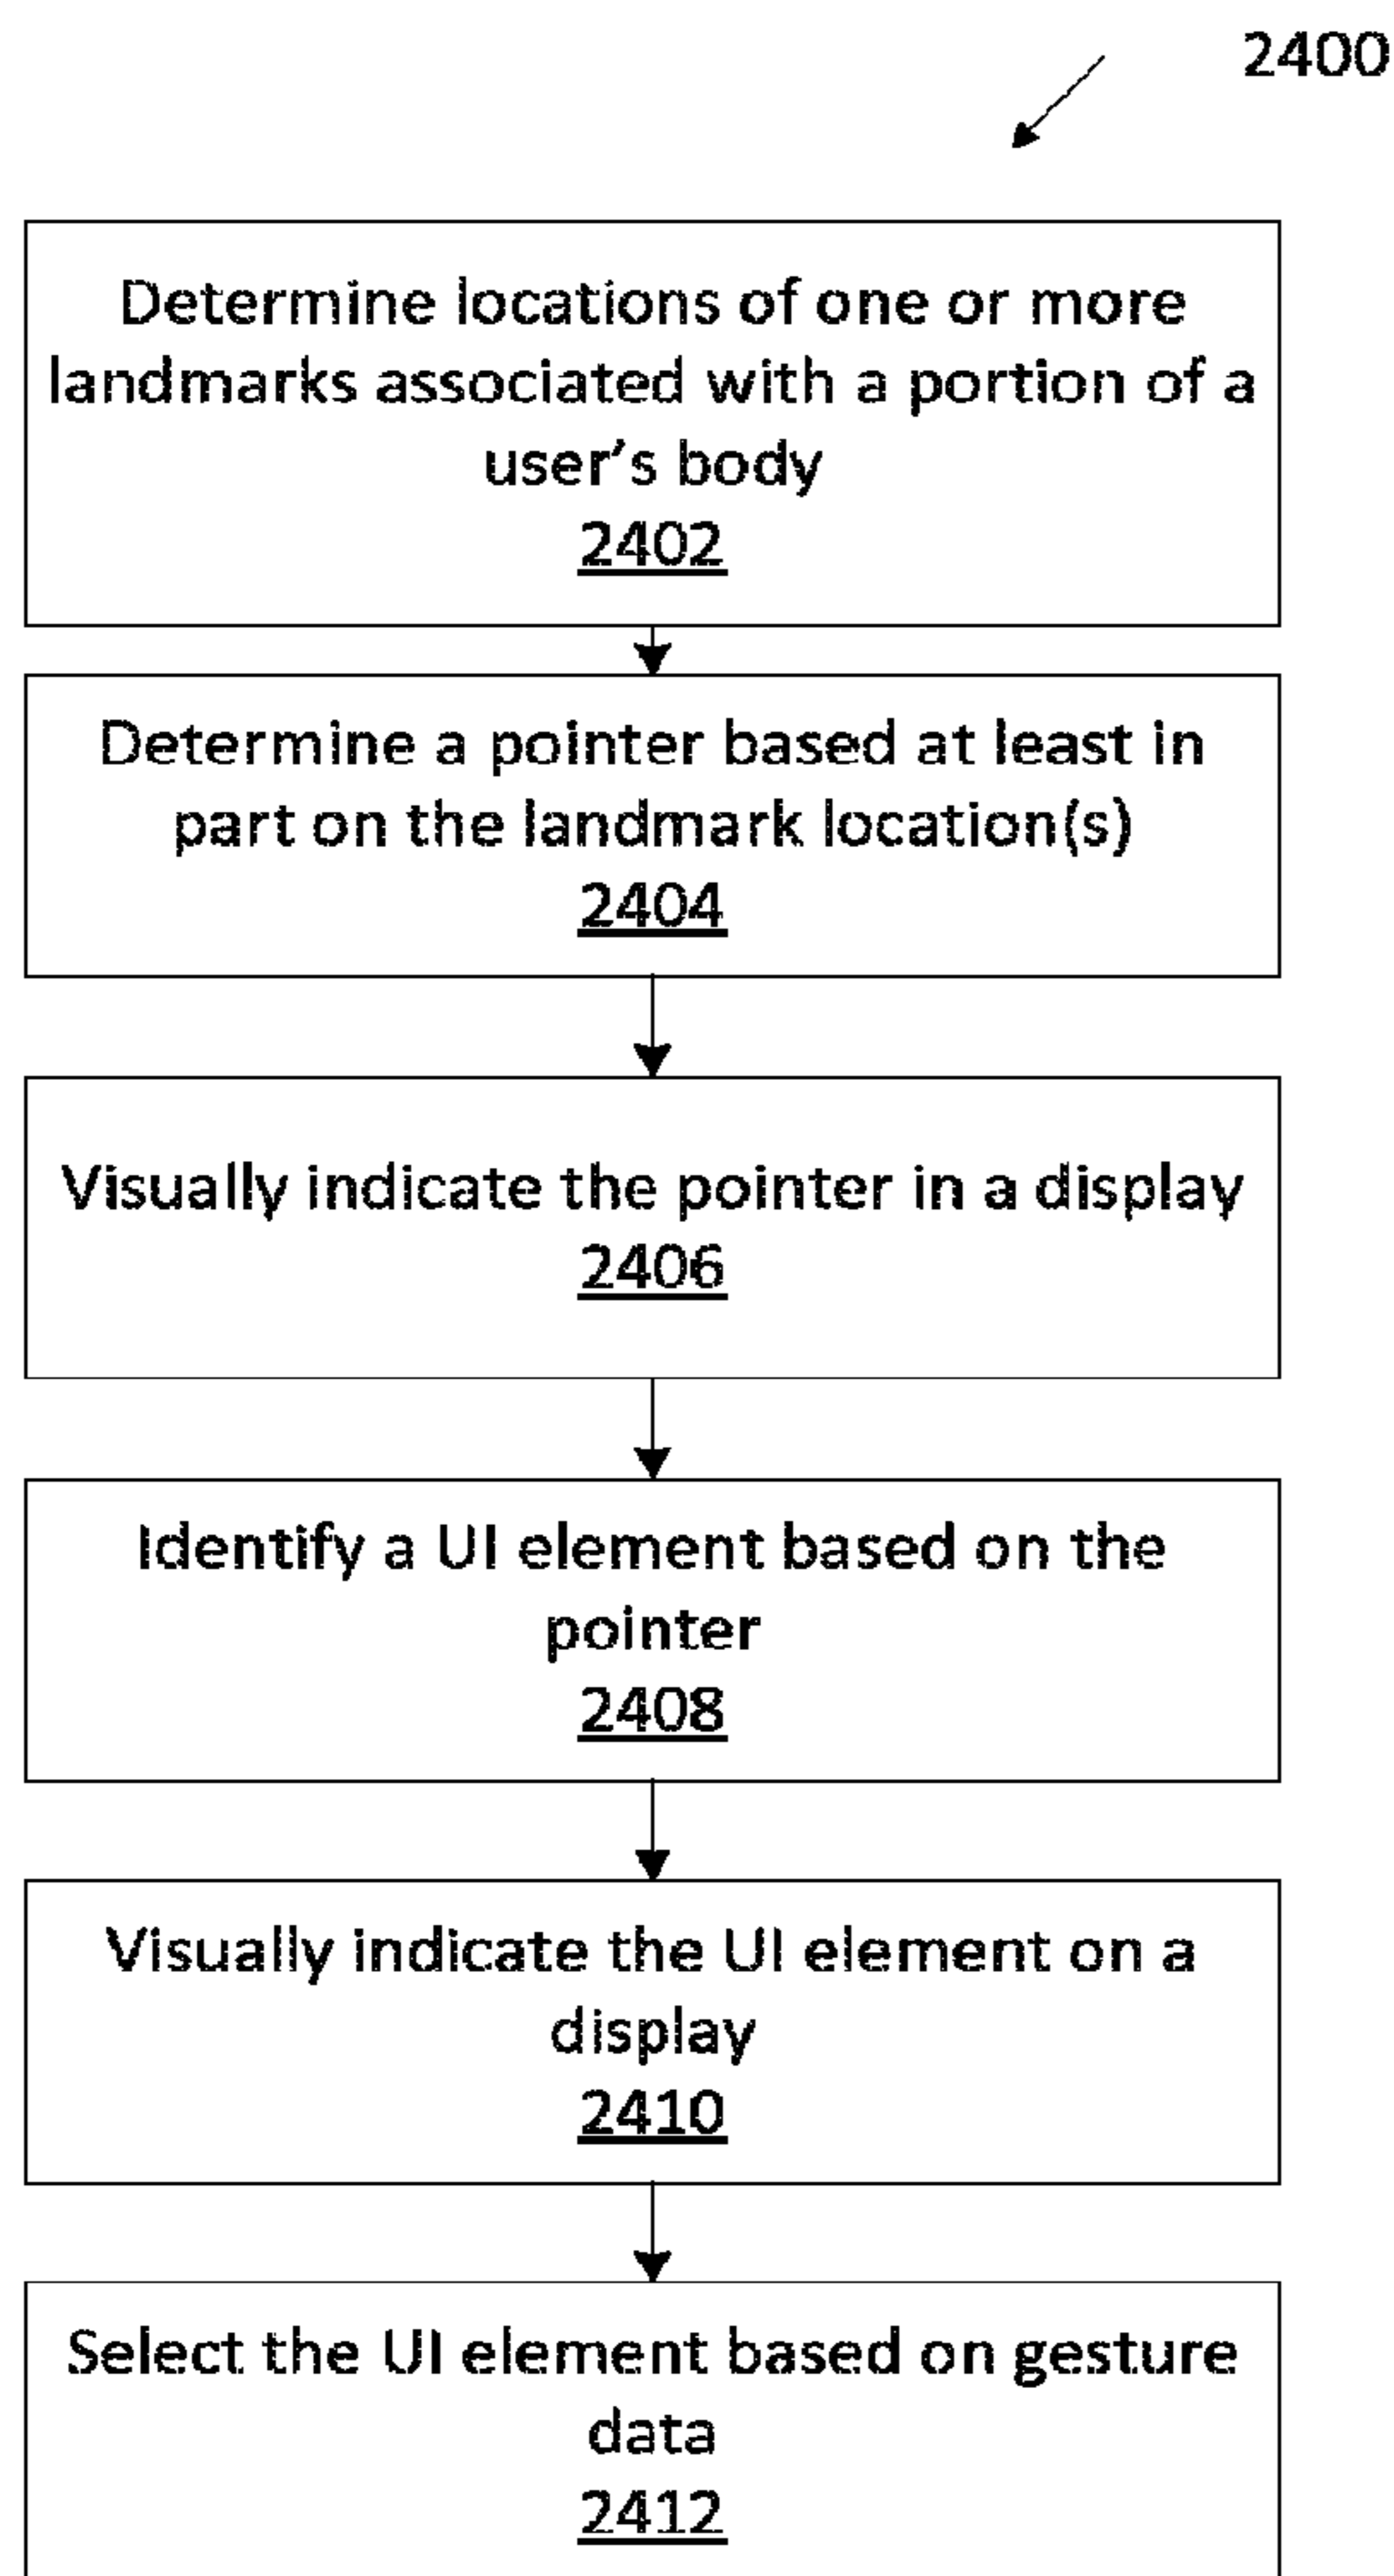 2400
Determine locations of one or more
landmarks associated with a portion of a
user's body
2402
Determine a pointer based at least in
part on the landmark location(s)
2404
Visually indicate the pointer in a display
2406
Identify a UI element based on the
pointer
2408
Visually indicate the UI element on a
display
2410
Select the UI element based on gesture
data
2412